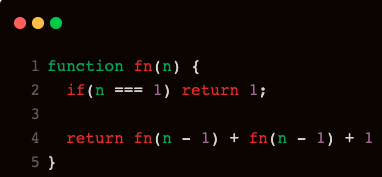 1 function fn(n) {
2   if(n === 1) return 1;
3
4   return fn(n - 1) + fn(n - 1) + 1
5 }